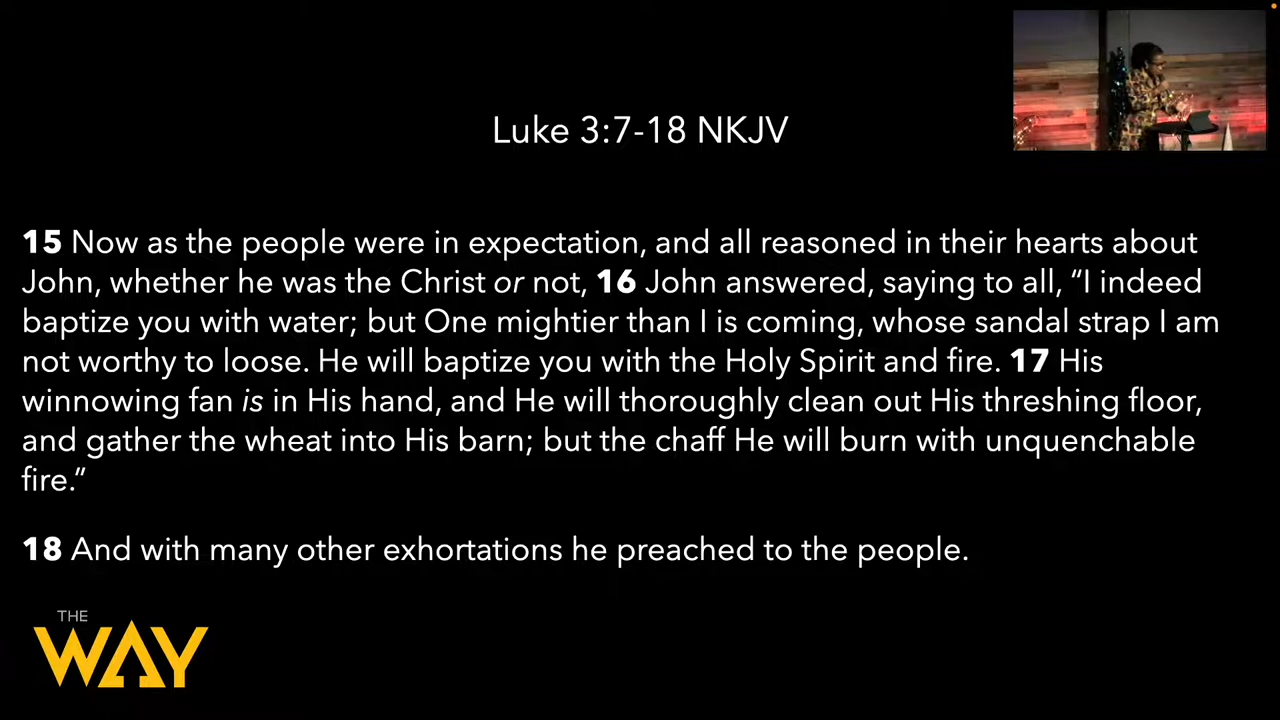 Luke 3:7-18 NKJV
15 Now as the people were in expectation, and all reasoned in their hearts about
John, whether he was the Christ or not, 16 John answered, saying to all, “I indeed
baptize you with water; but One mightier than I is coming, whose sandal strap I am
not worthy to loose. He will baptize you with the Holy Spirit and fire. 17 His
winnowing fan is in His hand, and He will thoroughly clean out His threshing floor,
and gather the wheat into His barn; but the chaff He will burn with unquenchable
fire.”
18 And with many other exhortations he preached to the people.
THE
WAY